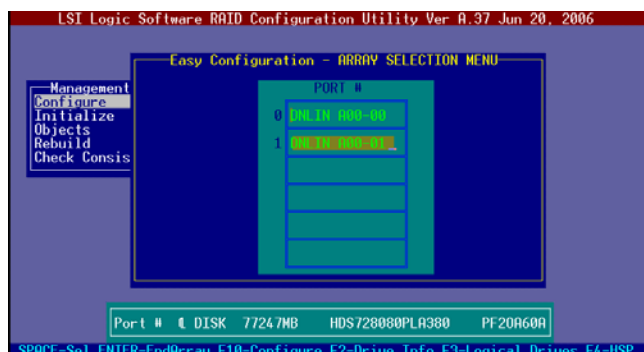 LSI Logic Software RAID Configuration Utility Ver A.37 Jun 20, 2006
Easy Configuration - ARRAY SELECTION MENU
Management
PORT #
Configure
Initialize
Objects
Rebuild
Check Consis
0 ONLIN A00-00
1 ONLIN A00-01
Port # DISK 77247MB HDS728080PLA380 PF2OA60A
SPACE-Sel ENTER-EndArray F10-Configure F2-Drive Info F3-Logical Drives F4-HSP